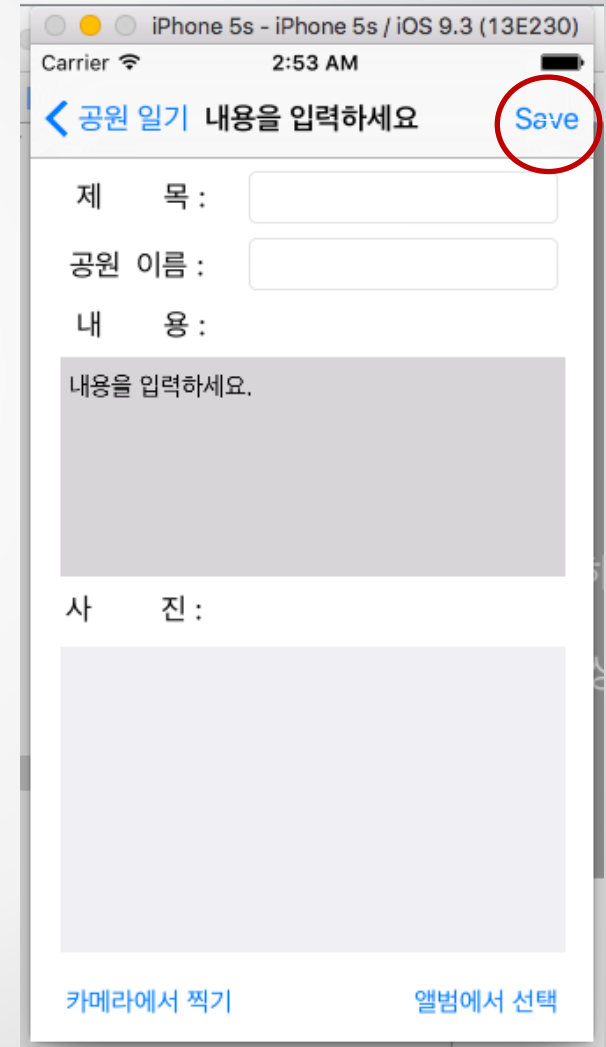 iPhone 5s - iPhone 5s / iOS 9.3 (13E230)
Carrier 2:53 AM
공원 일기 내용을 입력하세요 Save
제 목 :
공원 이름 :
내 용 :
내용을 입력하세요.
사 진 :
카메라에서 찍기 앨범에서 선택